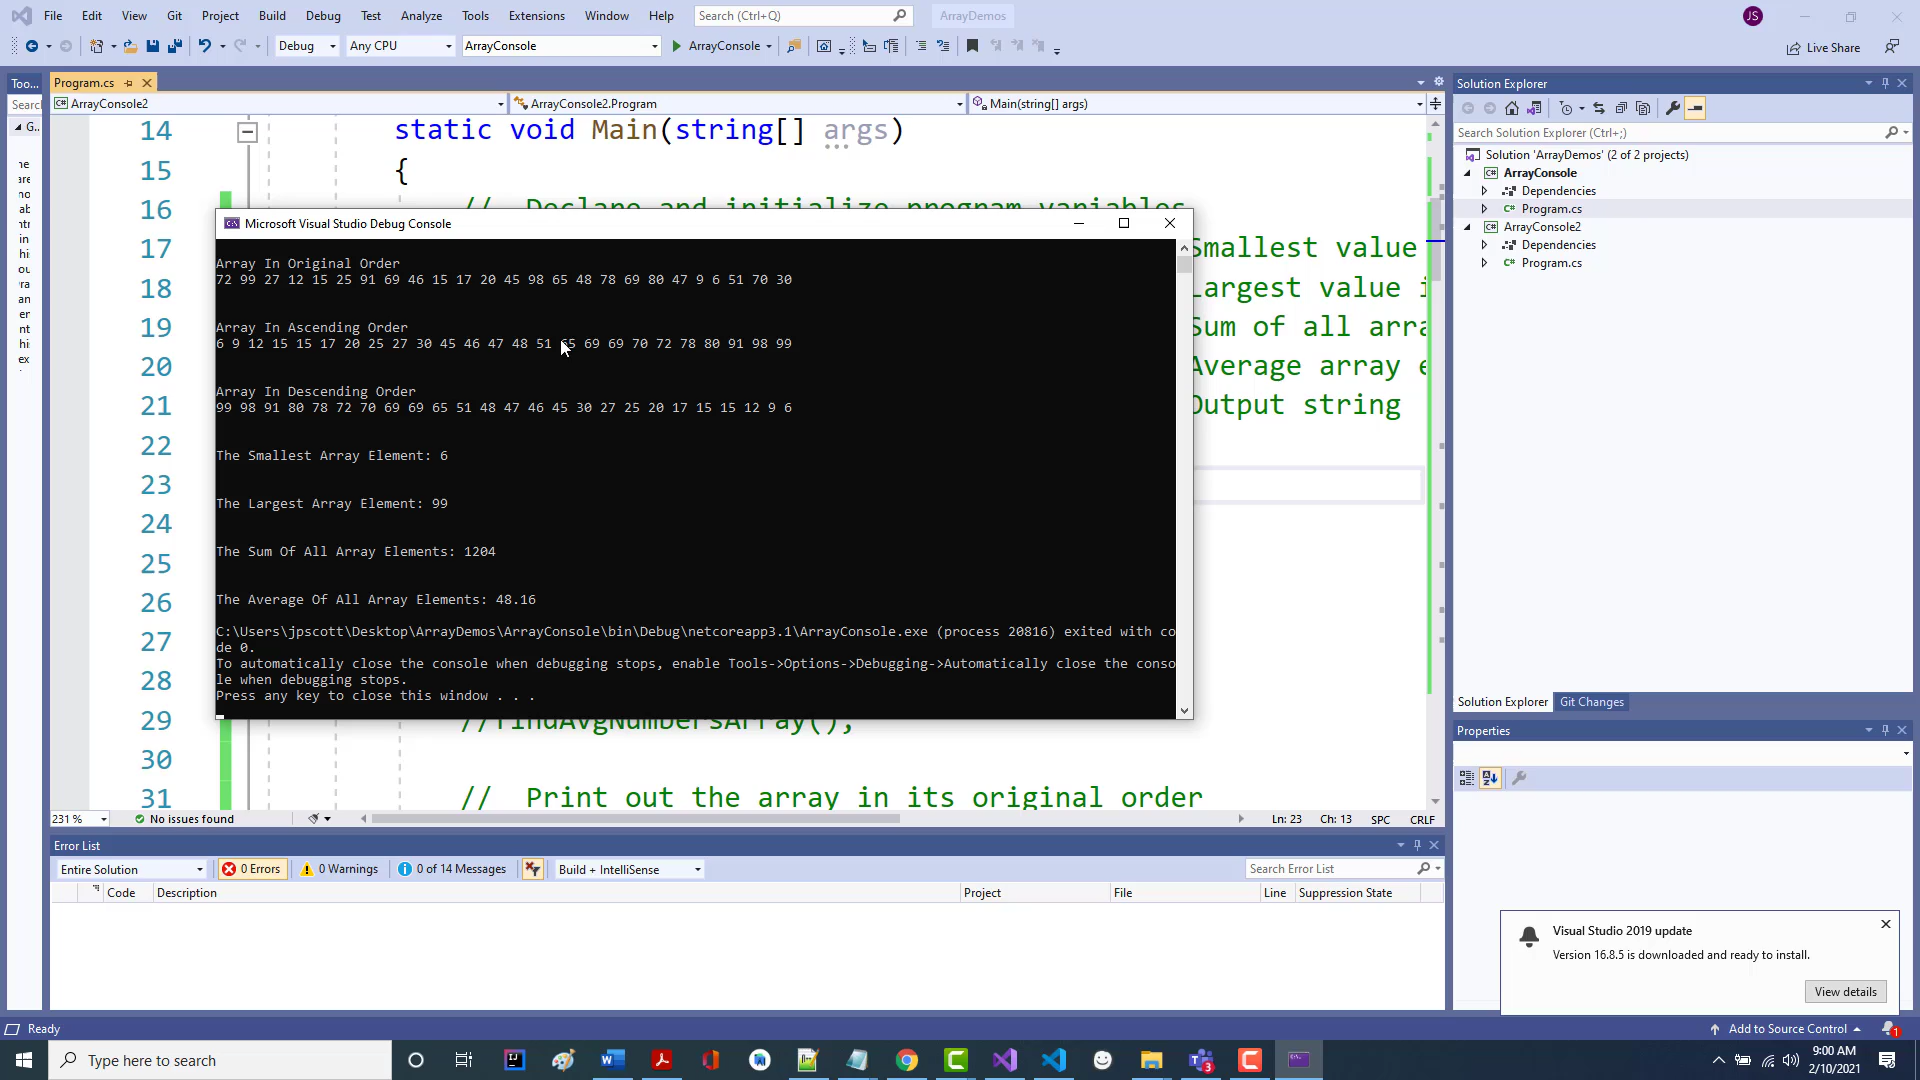 File Edit View Git Project Build Debug Test Analyze Tools Extensions Window Help Search (Ctrl+Q) ArrayDemos JS
Debug Any CPU ArrayConsole ArrayConsole Live Share
Too... Program.cs Solution Explorer
Searc ArrayConsole2 ArrayConsole2.Program Main(string[] args)
G..
Search Solution Explorer (Ctrl+;)
Solution 'ArrayDemos' (2 of 2 projects)
ArrayConsole
Dependencies
Program.cs
ArrayConsole2
Dependencies
Program.cs
14 static void Main(string[] args)
15 {
16 // Declare and initialize program variables
17 Smallest value
18 Largest value i
19 Sum of all arra
20 Average array e
21 Output string
22
23
24
25
26
27
28
29 //findAvgNumbersArray();
30
31 // Print out the array in its original order
Microsoft Visual Studio Debug Console
Array In Original Order
72 99 27 12 15 25 91 69 46 15 17 20 45 98 65 48 78 69 80 47 9 6 51 70 30
Array In Ascending Order
6 9 12 15 15 17 20 25 27 30 45 46 47 48 51 65 69 69 70 72 78 80 91 98 99
Array In Descending Order
99 98 91 80 78 72 70 69 69 65 51 48 47 46 45 30 27 25 20 17 15 15 12 9 6
The Smallest Array Element: 6
The Largest Array Element: 99
The Sum Of All Array Elements: 1204
The Average Of All Array Elements: 48.16
C:\Users\jpscott\Desktop\ArrayDemos\ArrayConsole\bin\Debug\netcoreapp3.1\ArrayConsole.exe (process 20816) exited with co
de 0.
To automatically close the console when debugging stops, enable Tools->Options->Debugging->Automatically close the conso
le when debugging stops.
Press any key to close this window . . .
Solution Explorer Git Changes
Properties
231 % No issues found Ln: 23 Ch: 13 SPC CRLF
Error List
Entire Solution 0 Errors 0 Warnings 0 of 14 Messages Build + IntelliSense Search Error List
Code Description Project File Line Suppression State
Visual Studio 2019 update
Version 16.8.5 is downloaded and ready to install.
View details
Ready Add to Source Control 1
Type here to search
9:00 AM
2/10/2021